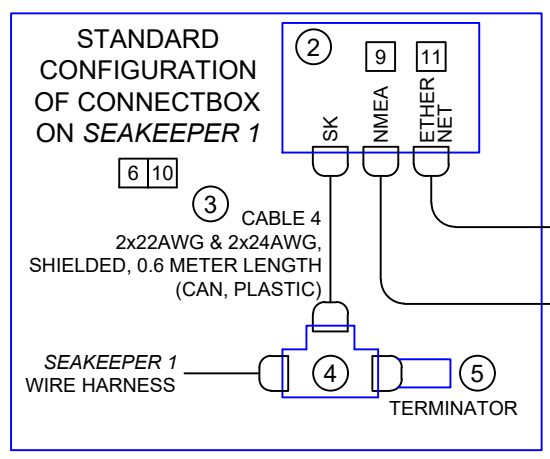 STANDARD
CONFIGURATION
OF CONNECTBOX
ON SEAKEEPER 1
6 10
2
9 11
SK
NMEA
ETHER
NET
3
CABLE 4
2x22AWG & 2x24AWG,
SHIELDED, 0.6 METER LENGTH
(CAN, PLASTIC)
SEAKEEPER 1
WIRE HARNESS
4
5
TERMINATOR